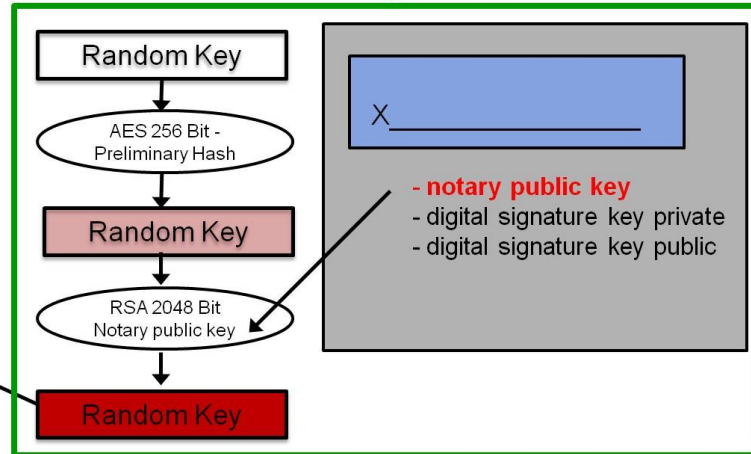 Random Key
AES 256 Bit -
Preliminary Hash
Random Key
RSA 2048 Bit
Notary public key
Random Key
X_________________
- notary public key
- digital signature key private
- digital signature key public